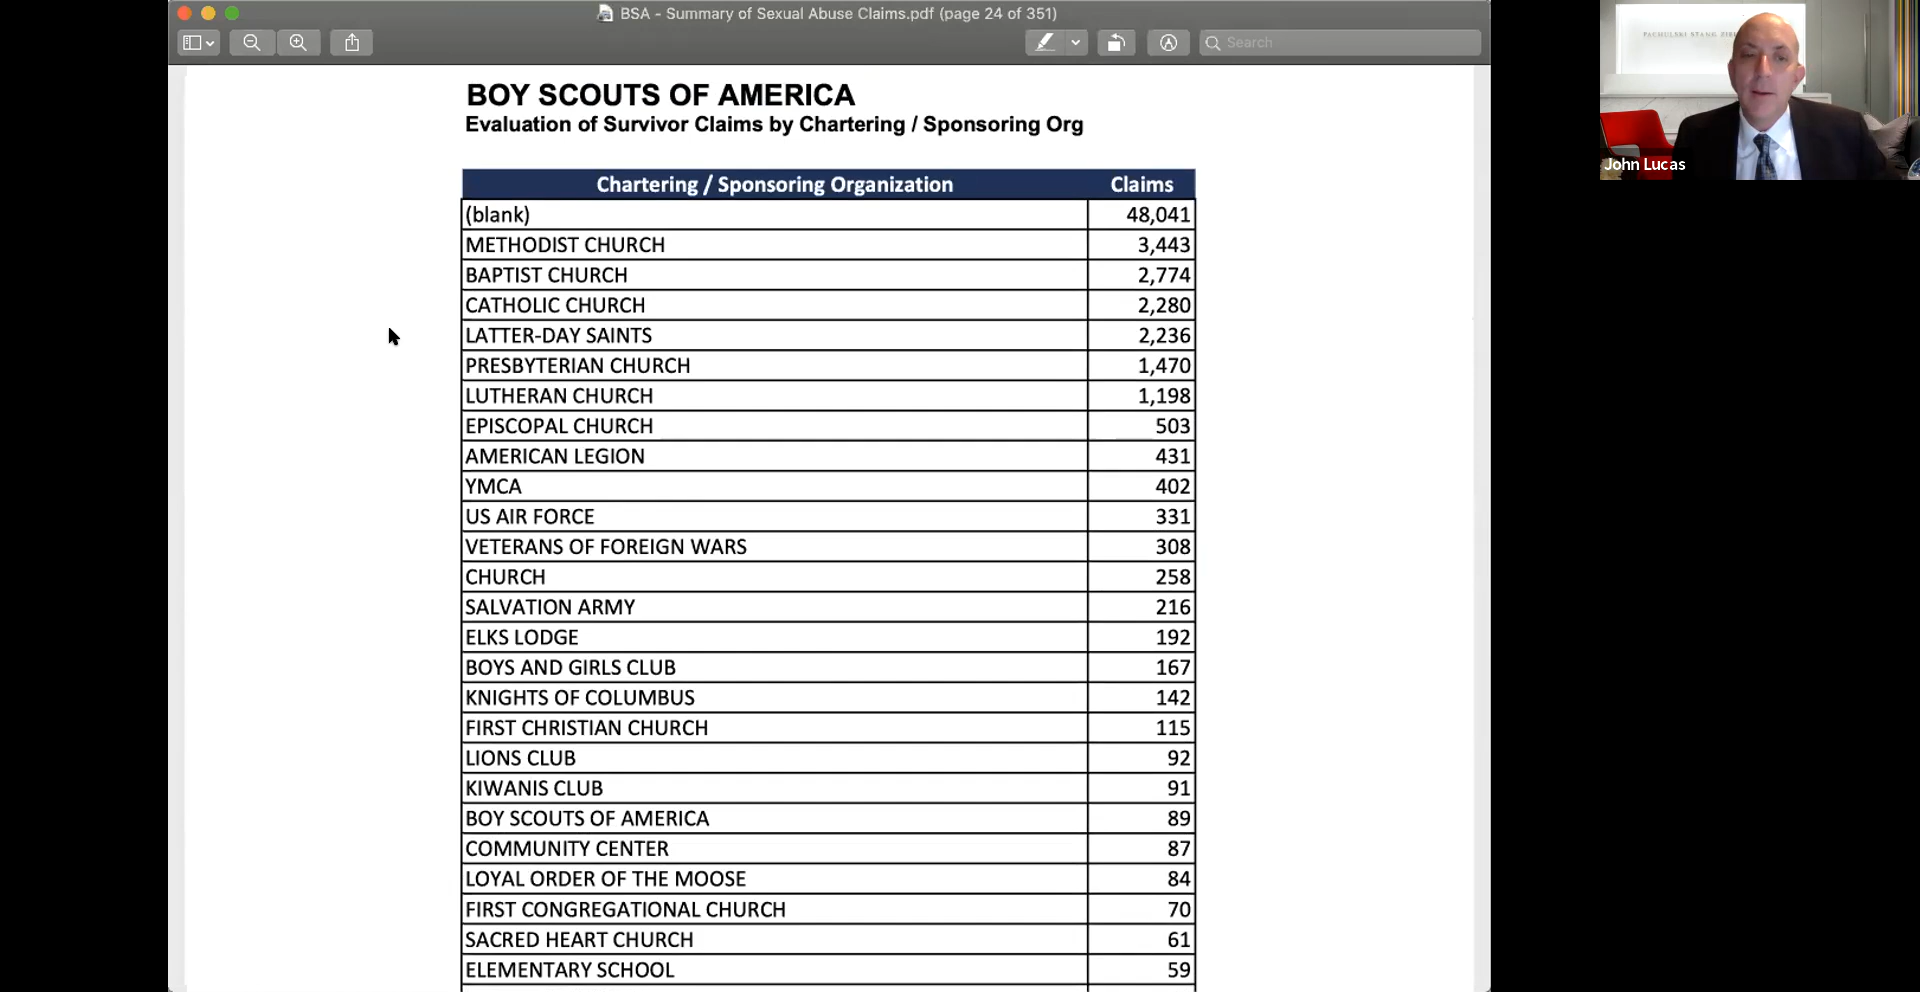 BSA - Summary of Sexual Abuse Claims.pdf (page 24 of 351)
Search
BOY SCOUTS OF AMERICA
Evaluation of Survivor Claims by Chartering / Sponsoring Org
Chartering / Sponsoring Organization Claims
(blank) 48,041
METHODIST CHURCH 3,443
BAPTIST CHURCH 2,774
CATHOLIC CHURCH 2,280
LATTER-DAY SAINTS 2,236
PRESBYTERIAN CHURCH 1,470
LUTHERAN CHURCH 1,198
EPISCOPAL CHURCH 503
AMERICAN LEGION 431
YMCA 402
US AIR FORCE 331
VETERANS OF FOREIGN WARS 308
CHURCH 258
SALVATION ARMY 216
ELKS LODGE 192
BOYS AND GIRLS CLUB 167
KNIGHTS OF COLUMBUS 142
FIRST CHRISTIAN CHURCH 115
LIONS CLUB 92
KIWANIS CLUB 91
BOY SCOUTS OF AMERICA 89
COMMUNITY CENTER 87
LOYAL ORDER OF THE MOOSE 84
FIRST CONGREGATIONAL CHURCH 70
SACRED HEART CHURCH 61
ELEMENTARY SCHOOL 59
PACHULSKI STANG
John Lucas